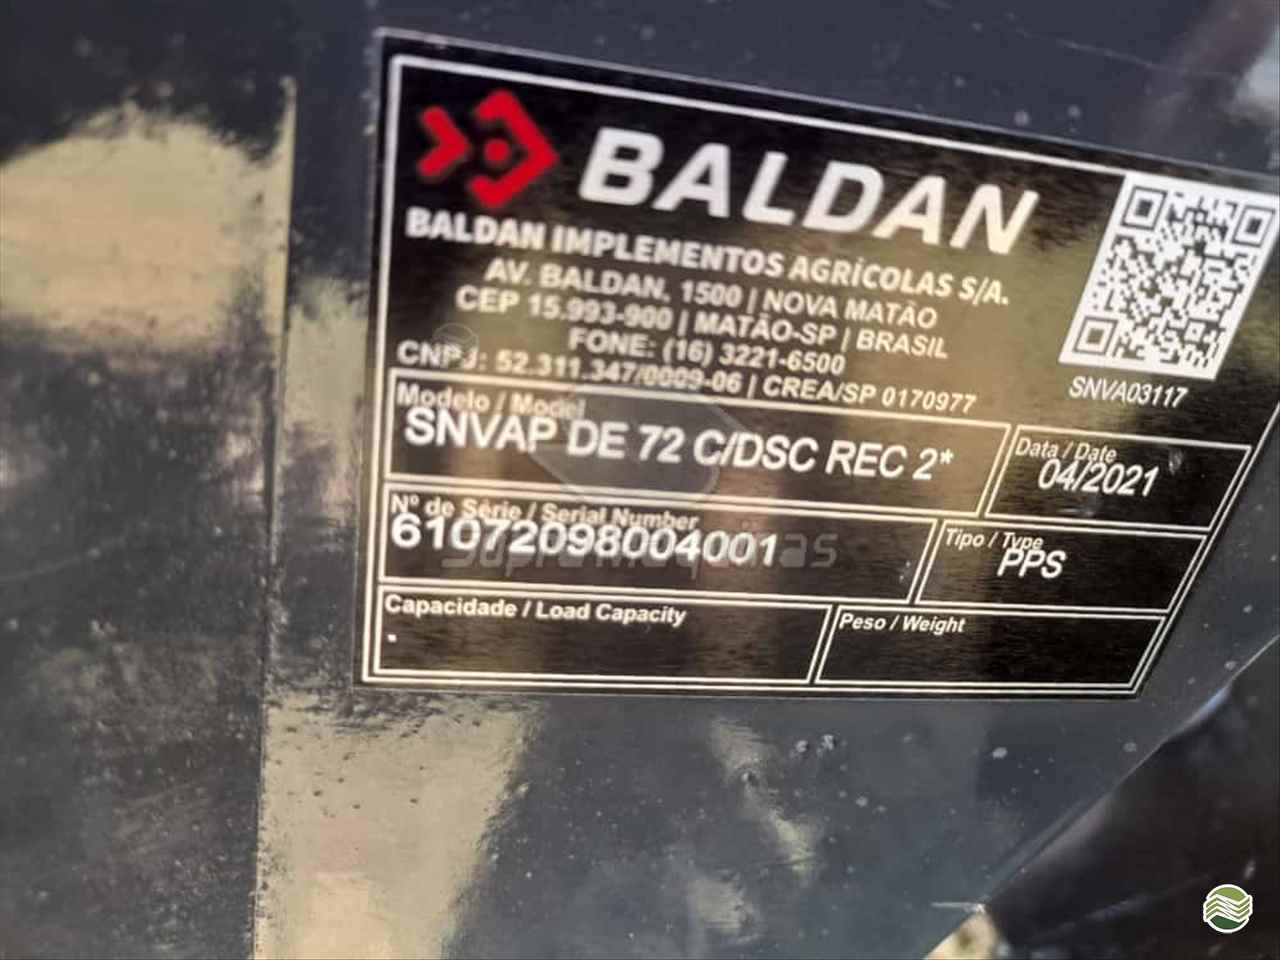 BALDAN
BALDAN IMPLEMENTOS AGRÍCOLAS S/A.
AV. BALDAN, 1500 | NOVA MATÃO
CEP 15.993-900 | MATÃO-SP | BRASIL
FONE: (16) 3221-6500
CNPJ: 52.311.347/0009-06 | CREA/SP 0170977
SNVA03117
Modelo / Model
SNVAP DE 72 C/DSC REC 2*
Data / Date
04/2021
Nº de Série / Serial Number
61072098004001
Tipo / Type
PPS
Capacidade / Load Capacity
-
Peso / Weight